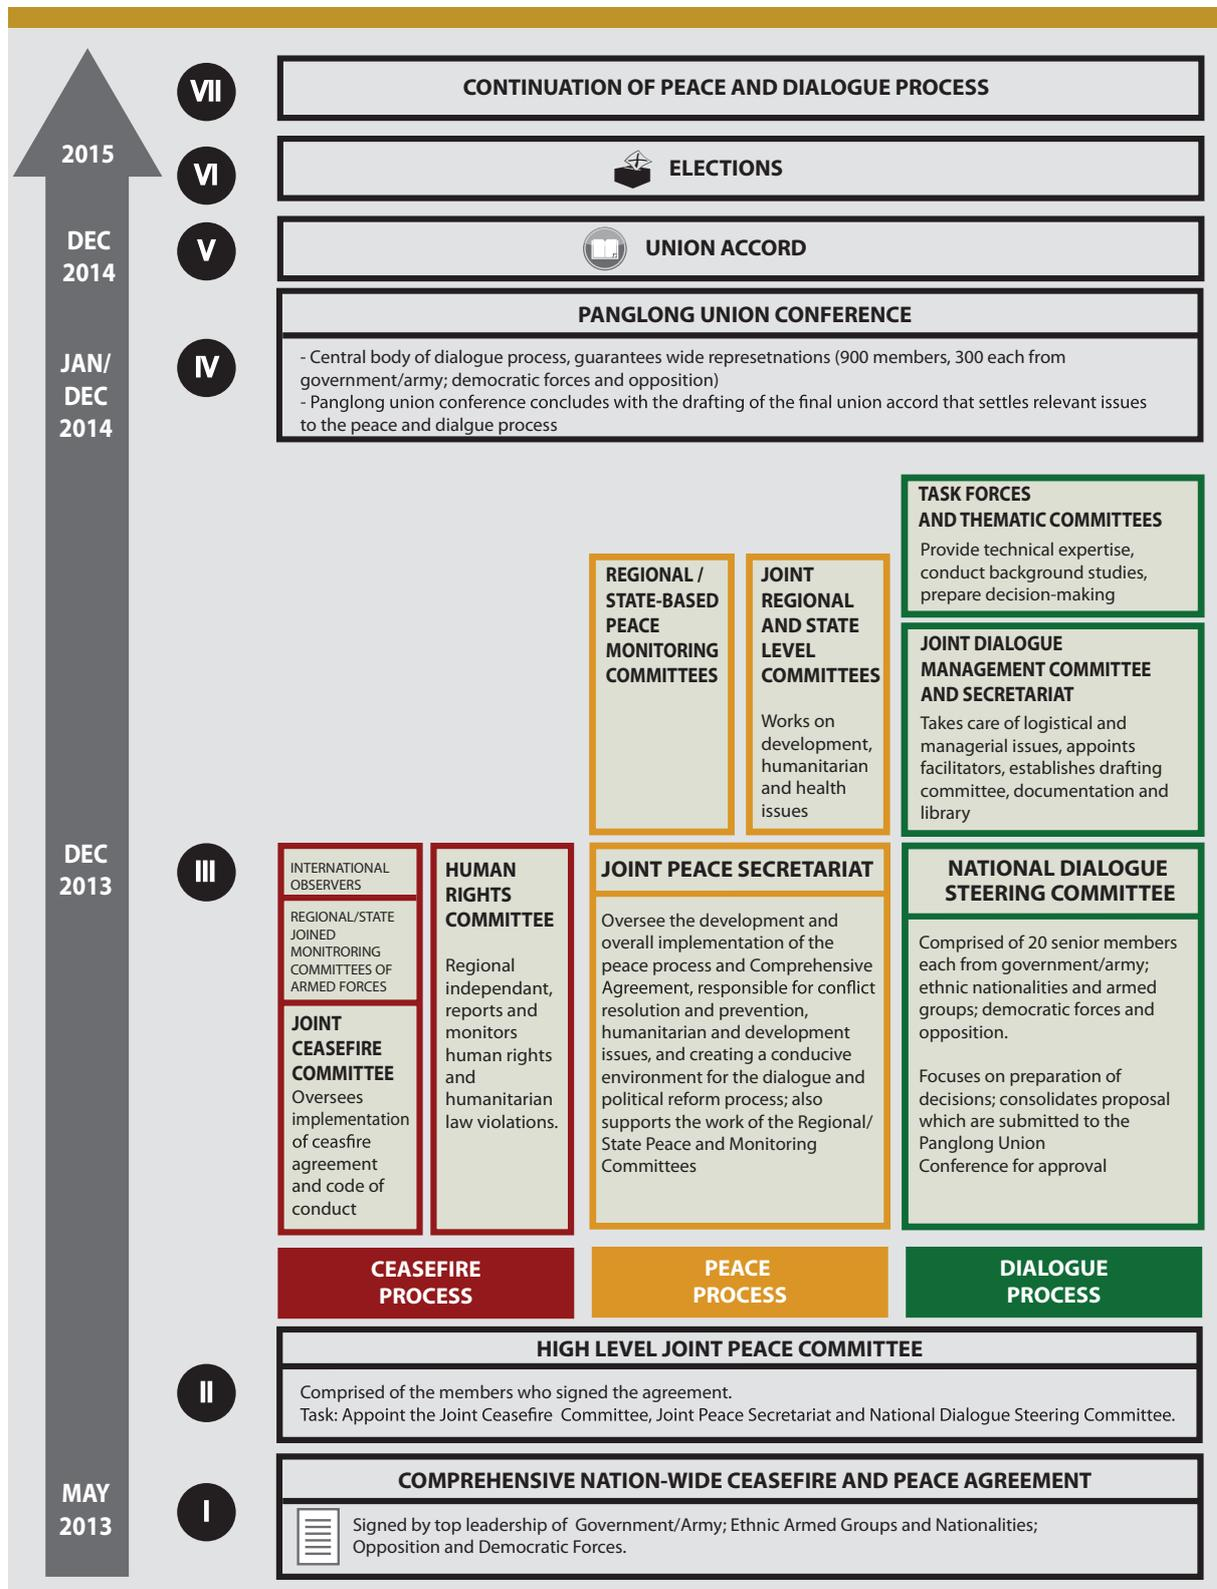 VII
CONTINUATION OF PEACE AND DIALOGUE PROCESS
2015
VI
ELECTIONS
DEC
2014
V
UNION ACCORD
PANGLONG UNION CONFERENCE
JAN/
DEC
2014
IV
- Central body of dialogue process, guarantees wide represetnations (900 members, 300 each from
government/army; democratic forces and opposition)
- Panglong union conference concludes with the drafting of the final union accord that settles relevant issues
to the peace and dialgue process
TASK FORCES
AND THEMATIC COMMITTEES
Provide technical expertise,
conduct background studies,
prepare decision-making
REGIONAL /
STATE-BASED
PEACE
MONITORING
COMMITTEES
JOINT
REGIONAL
AND STATE
LEVEL
COMMITTEES
Works on
development,
humanitarian
and health
issues
JOINT DIALOGUE
MANAGEMENT COMMITTEE
AND SECRETARIAT
Takes care of logistical and
managerial issues, appoints
facilitators, establishes drafting
committee, documentation and
library
DEC
2013
III
INTERNATIONAL
OBSERVERS
REGIONAL/STATE
JOINED
MONITRORING
COMMITTEES OF
ARMED FORCES
JOINT
CEASEFIRE
COMMITTEE
Oversees
implementation
of ceasfire
agreement
and code of
conduct
HUMAN
RIGHTS
COMMITTEE
Regional
independant,
reports and
monitors
human rights
and
humanitarian
law violations.
JOINT PEACE SECRETARIAT
Oversee the development and
overall implementation of the
peace process and Comprehensive
Agreement, responsible for conflict
resolution and prevention,
humanitarian and development
issues, and creating a conducive
environment for the dialogue and
political reform process; also
supports the work of the Regional/
State Peace and Monitoring
Committees
NATIONAL DIALOGUE
STEERING COMMITTEE
Comprised of 20 senior members
each from government/army;
ethnic nationalities and armed
groups; democratic forces and
opposition.
Focuses on preparation of
decisions; consolidates proposal
which are submitted to the
Panglong Union
Conference for approval
CEASEFIRE
PROCESS
PEACE
PROCESS
DIALOGUE
PROCESS
HIGH LEVEL JOINT PEACE COMMITTEE
II
Comprised of the members who signed the agreement.
Task: Appoint the Joint Ceasefire Committee, Joint Peace Secretariat and National Dialogue Steering Committee.
COMPREHENSIVE NATION-WIDE CEASEFIRE AND PEACE AGREEMENT
MAY
2013
I
Signed by top leadership of Government/Army; Ethnic Armed Groups and Nationalities;
Opposition and Democratic Forces.